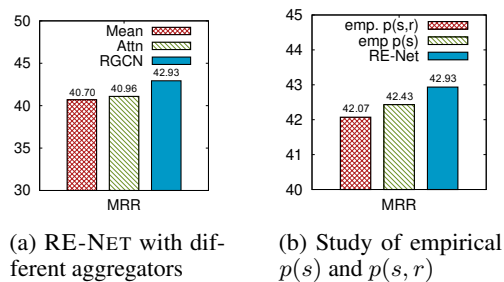 Mean
Attn
RGCN
50
45
40
35
30
40.70
40.96
42.93
MRR
(a) RE-NET with dif-
ferent aggregators
emp. p(s,r)
emp p(s)
RE-Net
45
44
43
42
41
40
42.07
42.43
42.93
MRR
(b) Study of empirical
p(s) and p(s, r)